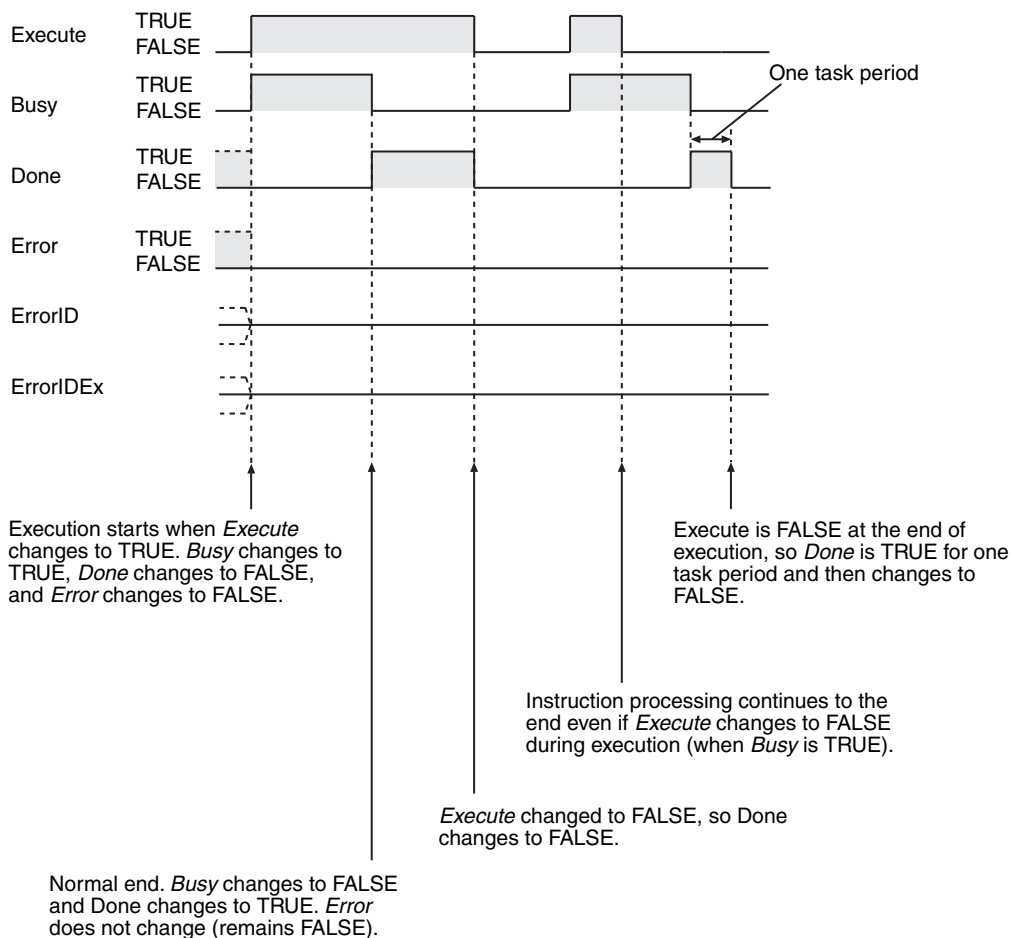 Execute
TRUE
FALSE
Busy
TRUE
FALSE
One task period
Done
TRUE
FALSE
Error
TRUE
FALSE
ErrorID
ErrorIDEx
Execution starts when Execute
changes to TRUE. Busy changes to
TRUE, Done changes to FALSE,
and Error changes to FALSE.
Execute is FALSE at the end of
execution, so Done is TRUE for one
task period and then changes to
FALSE.
Instruction processing continues to the
end even if Execute changes to FALSE
during execution (when Busy is TRUE).
Execute changed to FALSE, so Done
changes to FALSE.
Normal end. Busy changes to FALSE
and Done changes to TRUE. Error
does not change (remains FALSE).